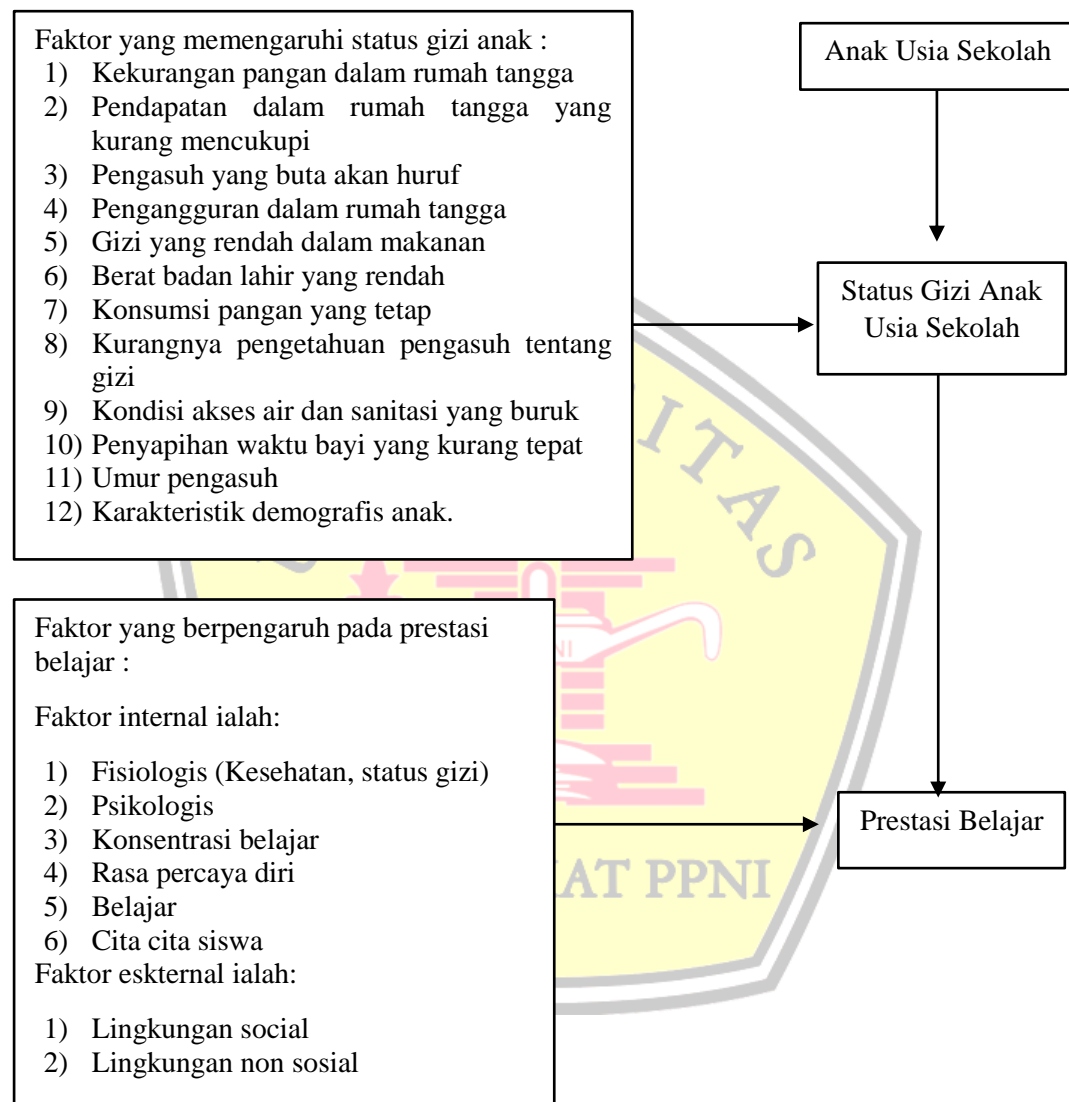 Faktor yang memengaruhi status gizi anak :
1) Kekurangan pangan dalam rumah tangga
2) Pendapatan dalam rumah tangga yang
kurang mencukupi
3) Pengasuh yang buta akan huruf
4) Pengangguran dalam rumah tangga
5) Gizi yang rendah dalam makanan
6) Berat badan lahir yang rendah
7) Konsumsi pangan yang tetap
8) Kurangnya pengetahuan pengasuh tentang
gizi
9) Kondisi akses air dan sanitasi yang buruk
10) Penyapihan waktu bayi yang kurang tepat
11) Umur pengasuh
12) Karakteristik demografis anak.
Anak Usia Sekolah
Status Gizi Anak
Usia Sekolah
Faktor yang berpengaruh pada prestasi
belajar :
Faktor internal ialah:
1) Fisiologis (Kesehatan, status gizi)
2) Psikologis
3) Konsentrasi belajar
4) Rasa percaya diri
5) Belajar
6) Cita cita siswa
Faktor eskternal ialah:
1) Lingkungan social
2) Lingkungan non sosial
Prestasi Belajar
ITAS
NI
AT PPNI